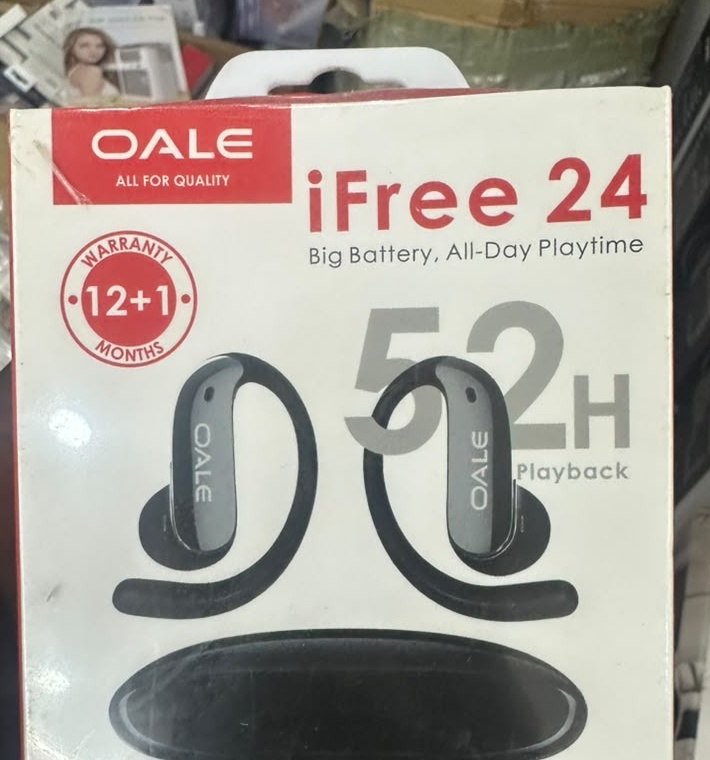 OALE
ALL FOR QUALITY
iFree 24
Big Battery, All-Day Playtime
WARRANTY
12+1
MONTHS
52H
Playback
OALE
OALE